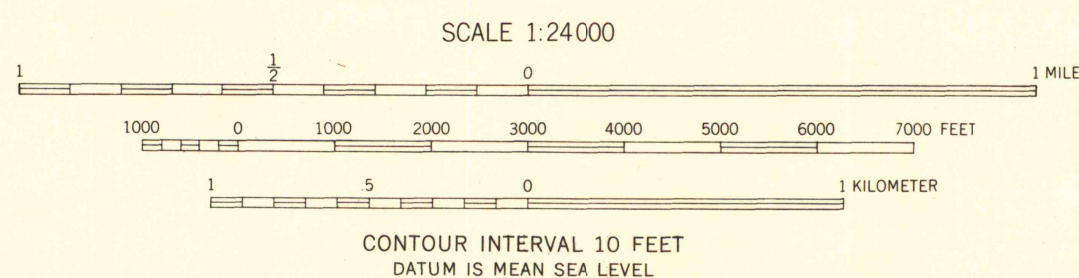 SCALE 1:24000
1 1/2 0 1 MILE
1000 0 1000 2000 3000 4000 5000 6000 7000 FEET
1 .5 0 1 KILOMETER
CONTOUR INTERVAL 10 FEET
DATUM IS MEAN SEA LEVEL